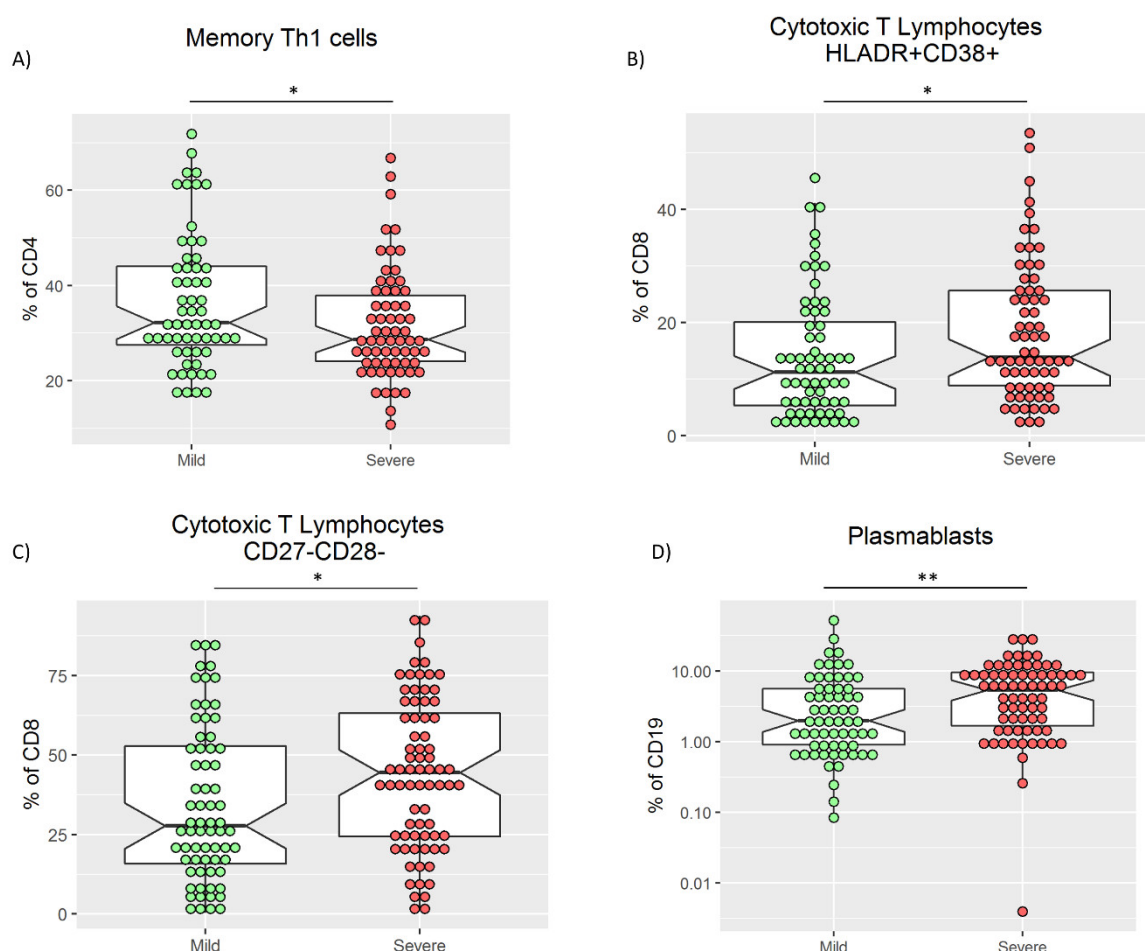 A)
Memory Th1 cells
*
% of CD4
60
40
20
Mild Severe
B)
Cytotoxic T Lymphocytes
HLADR+CD38+
*
% of CD8
40
20
0
Mild Severe
C)
Cytotoxic T Lymphocytes
CD27-CD28-
*
% of CD8
75
50
25
0
Mild Severe
D)
Plasmablasts
**
% of CD19
10.00
1.00
0.10
0.01
Mild Severe